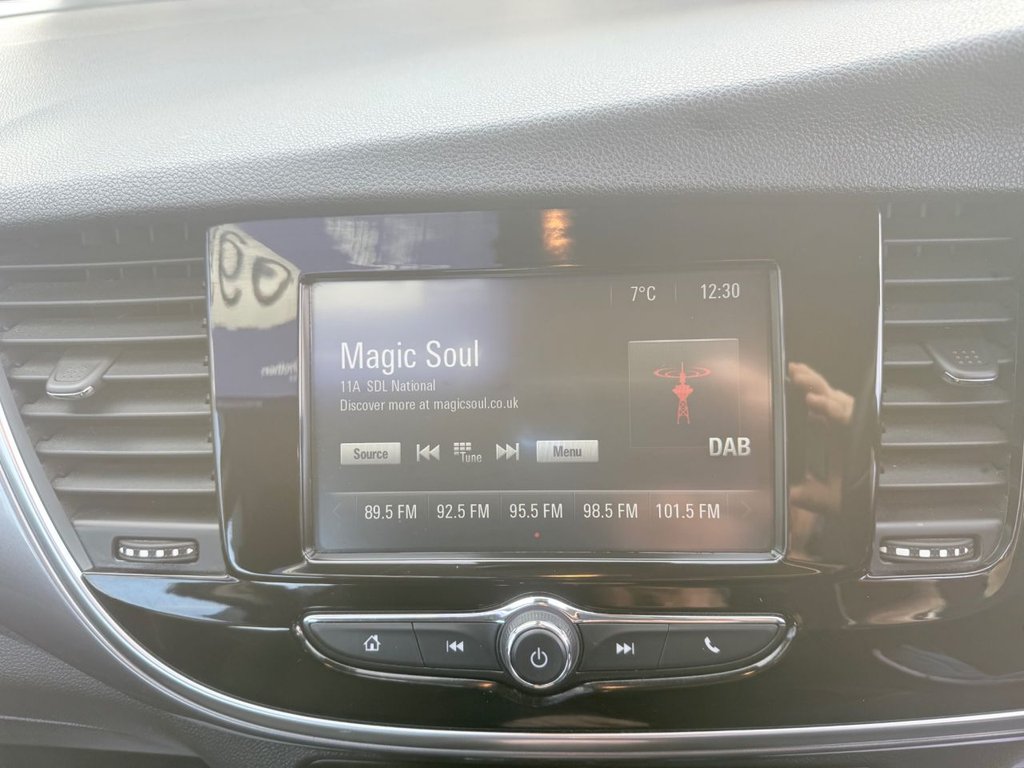 7°C 12:30
Magic Soul
11A SDL National
Discover more at magicsoul.co.uk
Source Tune Menu
DAB
89.5 FM 92.5 FM 95.5 FM 98.5 FM 101.5 FM